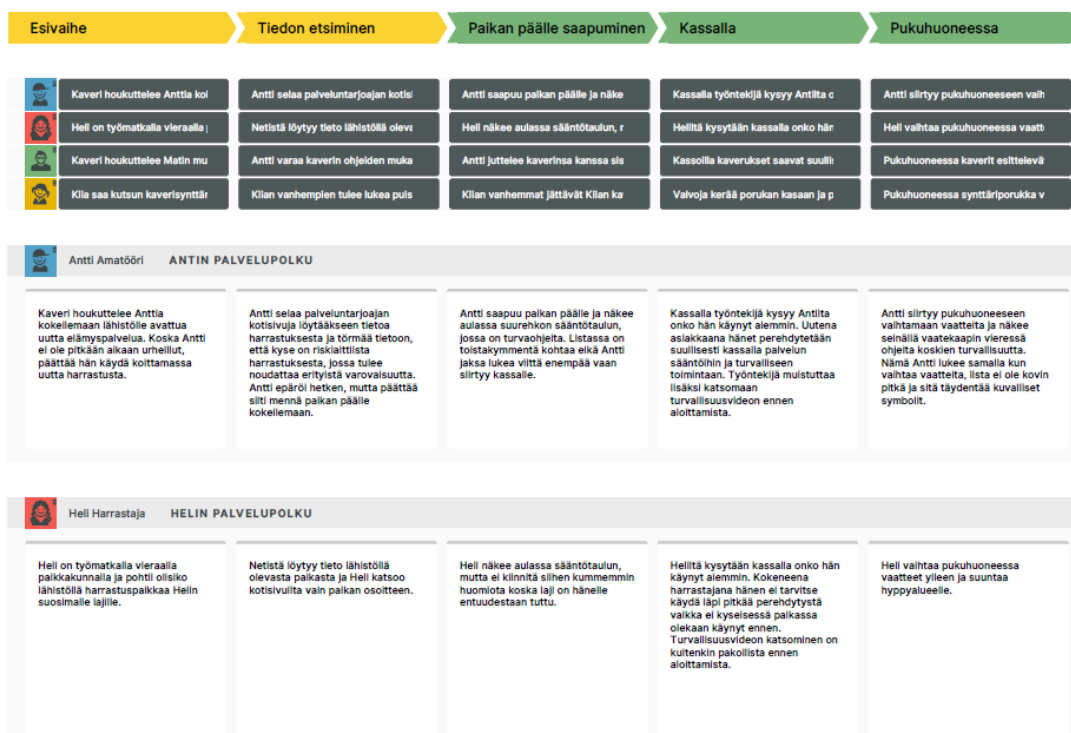 Esivaihe
Tiedon etsiminen
Paikan päälle saapuminen
Kassalla
Pukuhuoneessa
Kaveri houkuttelee Anttia kol
Antti selaa palveluntarjoajan kotisi
Antti saapuu paikan päälle ja näke
Kassalla työntekijä kysyy Antilta o
Antti siirtyy pukuhuoneeseen vaih
Heli on työmatkalla vieraalla
Netistä löytyy tieto lähistöllä oleva
Heli näkee aulassa sääntötaulun, r
Heliltä kysytään kassalla onko hän
Heli vaihtaa pukuhuoneessa vaatt
Kaveri houkuttelee Matin mu
Antti varaa kaverin ohjeiden muka
Antti juttelee kaverinsa kanssa sis
Kassoilla kaverukset saavat suulli
Pukuhuoneessa kaverit esittelevä
Kiia saa kutsun kaverisynttär
Kiian vanhempien tulee lukea puis
Kiian vanhemmat jättävät Kiian ka
Valvoja kerää porukan kasaan ja p
Pukuhuoneessa synttäriporukka v
Antti Amatööri
ANTIN PALVELUPOLKU
Kaveri houkuttelee Anttia
kokeilemaan lähistölle avattua
uutta elämyspalvelua. Koska Antti
ei ole pitkään aikaan urheillut,
päättää hän käydä koittamassa
uutta harrastusta.
Antti selaa palveluntarjoajan
kotisivuja löytääkseen tietoa
harrastuksesta ja törmää tietoon,
että kyse on riskialttiista
harrastuksesta, jossa tulee
noudattaa erityistä varovaisuutta.
Antti epäröi hetken, mutta päättää
silti mennä paikan päälle
kokeilemaan.
Antti saapuu paikan päälle ja näkee
aulassa suurehkon sääntötaulun,
jossa on turvaohjeita. Listassa on
toistakymmentä kohtaa eikä Antti
jaksa lukea viittä enempää vaan
siirtyy kassalle.
Kassalla työntekijä kysyy Antilta
onko hän käynyt aiemmin. Uutena
asiakkaana hänet perehdytetään
suullisesti kassalla palvelun
sääntöihin ja turvalliseen
toimintaan. Työntekijä muistuttaa
lisäksi katsomaan
turvallisuusvideon ennen
aloittamista.
Antti siirtyy pukuhuoneeseen
vaihtamaan vaatteita ja näkee
seinällä vaatekaapin vieressä
ohjeita koskien turvallisuutta.
Nämä Antti lukee samalla kun
vaihtaa vaatteita, lista ei ole kovin
pitkä ja sitä täydentää kuvalliset
symbolit.
Heli Harrastaja
HELIN PALVELUPOLKU
Heli on työmatkalla vieraalla
paikkakunnalla ja pohtii olisiko
lähistöllä harrastuspaikkaa Helin
suosimalle lajille.
Netistä löytyy tieto lähistöllä
olevasta paikasta ja Heli katsoo
kotisivuilta vain paikan osoitteen.
Heli näkee aulassa sääntötaulun,
mutta ei kiinnitä siihen kummemmin
huomiota koska laji on hänelle
entuudestaan tuttu.
Heliltä kysytään kassalla onko hän
käynyt aiemmin. Kokeneena
harrastajana hänen ei tarvitse
käydä läpi pitkää perehdytystä
vaikka ei kyseisessä paikassa
olekaan käynyt ennen.
Turvallisuusvideon katsominen on
kuitenkin pakollista ennen
aloittamista.
Heli vaihtaa pukuhuoneessa
vaatteet ylleen ja suuntaa
hyppyalueelle.